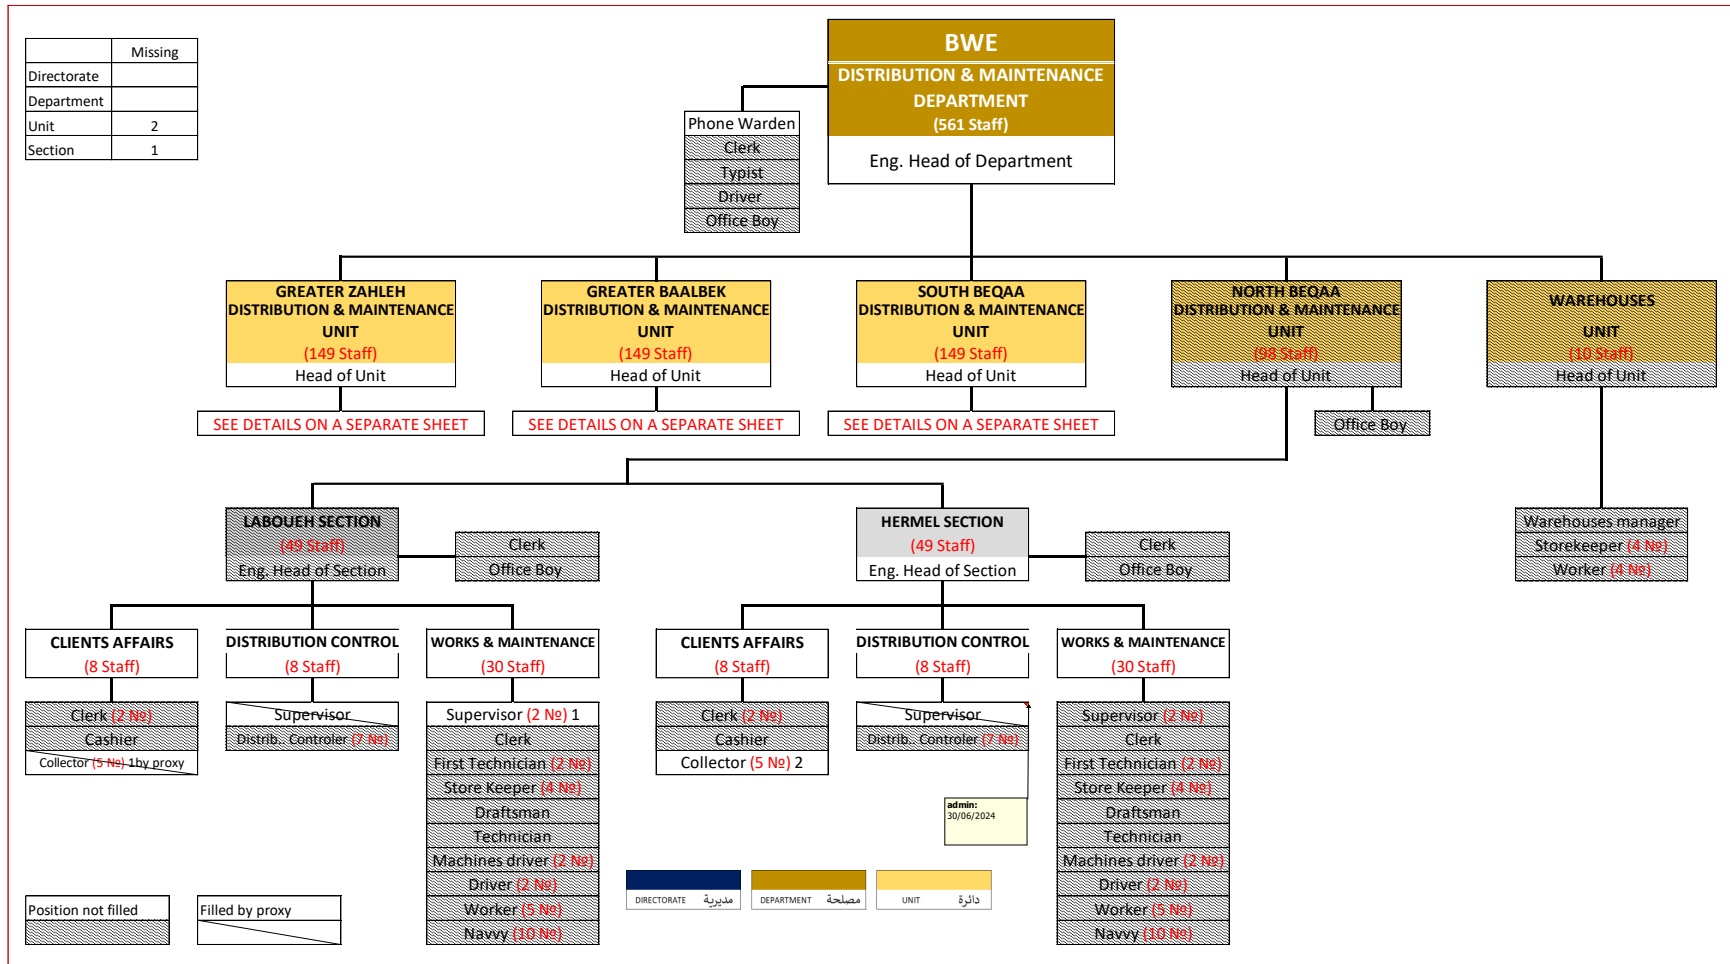 Missing
Directorate
Department
Unit 2
Section 1
BWE
DISTRIBUTION & MAINTENANCE
DEPARTMENT
(561 Staff)
Eng. Head of Department
Phone Warden
Clerk
Typist
Driver
Office Boy
GREATER ZAHLEH
DISTRIBUTION & MAINTENANCE
UNIT
(149 Staff)
Head of Unit
SEE DETAILS ON A SEPARATE SHEET
GREATER BAALBEK
DISTRIBUTION & MAINTENANCE
UNIT
(149 Staff)
Head of Unit
SEE DETAILS ON A SEPARATE SHEET
SOUTH BEQAA
DISTRIBUTION & MAINTENANCE
UNIT
(149 Staff)
Head of Unit
SEE DETAILS ON A SEPARATE SHEET
NORTH BEQAA
DISTRIBUTION & MAINTENANCE
UNIT
(98 Staff)
Head of Unit
Office Boy
WAREHOUSES
UNIT
(10 Staff)
Head of Unit
Warehouses manager
Storekeeper (4 №)
Worker (4 №)
LABOUEH SECTION
(49 Staff)
Eng. Head of Section
Clerk
Office Boy
HERMEL SECTION
(49 Staff)
Eng. Head of Section
Clerk
Office Boy
CLIENTS AFFAIRS
(8 Staff)
Clerk (2 №)
Cashier
Collector (5 №) 1by proxy
DISTRIBUTION CONTROL
(8 Staff)
Supervisor
Distrib.. Controler (7 №)
WORKS & MAINTENANCE
(30 Staff)
Supervisor (2 №) 1
Clerk
First Technician (2 №)
Store Keeper (4 №)
Draftsman
Technician
Machines driver (2 №)
Driver (2 №)
Worker (5 №)
Navvy (10 №)
CLIENTS AFFAIRS
(8 Staff)
Clerk (2 №)
Cashier
Collector (5 №) 2
DISTRIBUTION CONTROL
(8 Staff)
Supervisor
Distrib.. Controler (7 №)
admin:
30/06/2024
WORKS & MAINTENANCE
(30 Staff)
Supervisor (2 №)
Clerk
First Technician (2 №)
Store Keeper (4 №)
Draftsman
Technician
Machines driver (2 №)
Driver (2 №)
Worker (5 №)
Navvy (10 №)
Position not filled
Filled by proxy
DIRECTORATE مديرية
DEPARTMENT مصلحة
UNIT دائرة